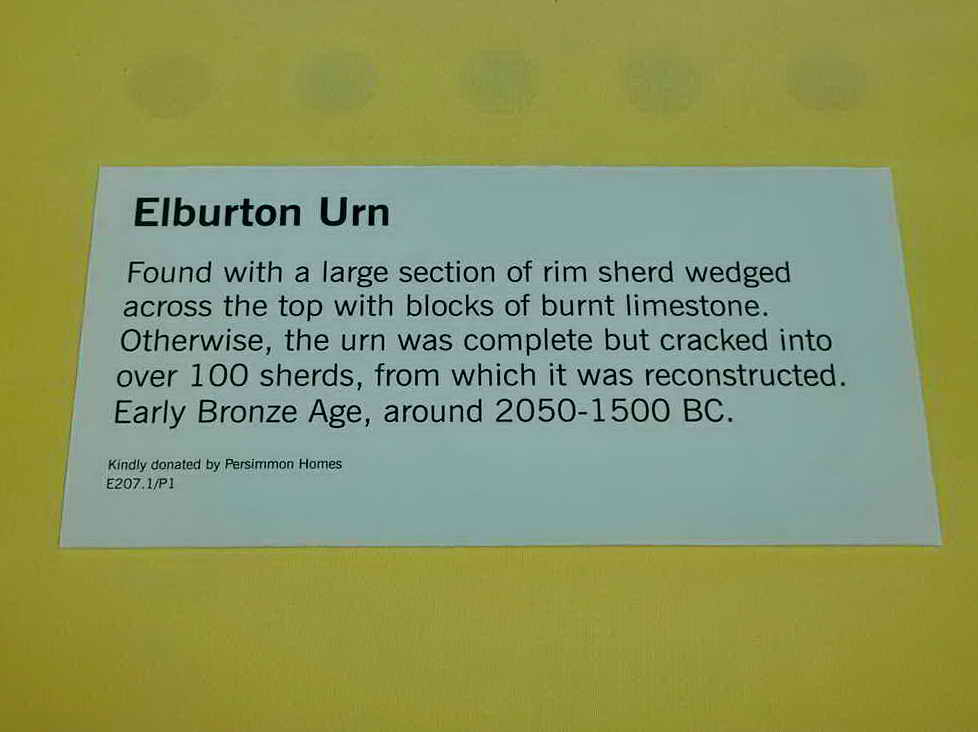 Elburton Urn
Found with a large section of rim sherd wedged
across the top with blocks of burnt limestone.
Otherwise, the urn was complete but cracked into
over 100 sherds, from which it was reconstructed.
Early Bronze Age, around 2050-1500 BC.
Kindly donated by Persimmon Homes
E207.1/P1